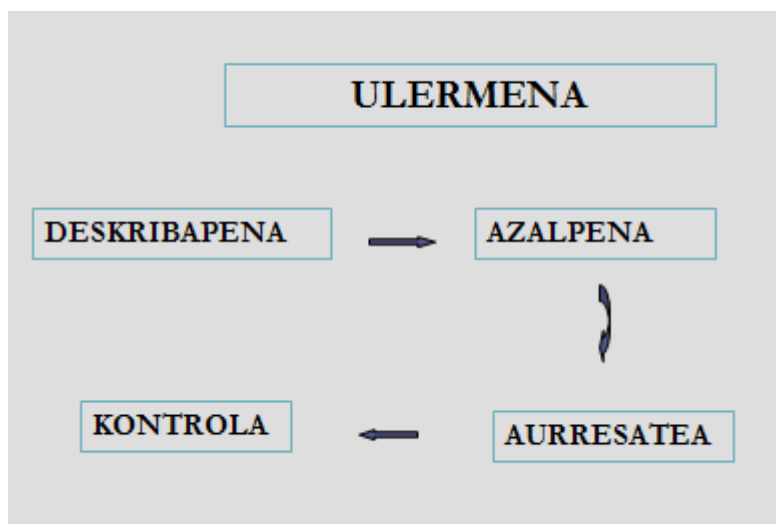 ULERMENA
DESKRIBAPENA
AZALPENA
KONTROLA
AURRESATEA